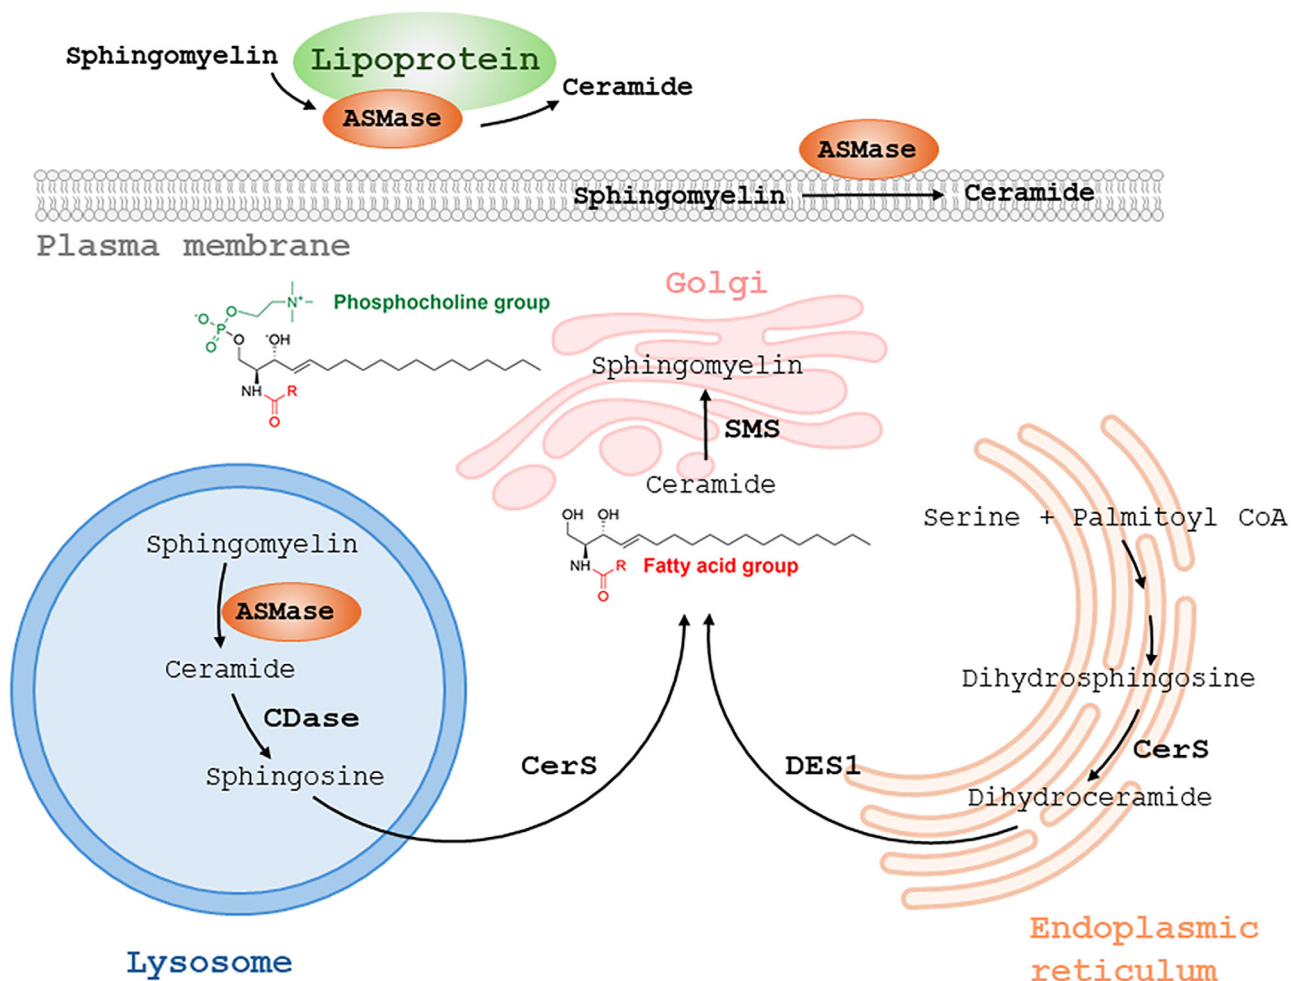 Sphingomyelin
Lipoprotein
ASMase
Ceramide
ASMase
Sphingomyelin
Ceramide
Plasma membrane
Golgi
Phosphocholine group
N+
O
-O
P
O
O
-OH
NH
R
O
Sphingomyelin
SMS
Ceramide
OH
OH
NH
R
Fatty acid group
O
Serine + Palmitoyl CoA
Dihydrosphingosine
CerS
Dihydroceramide
DES1
CerS
Sphingomyelin
ASMase
Ceramide
CDase
Sphingosine
Lysosome
Endoplasmic
reticulum